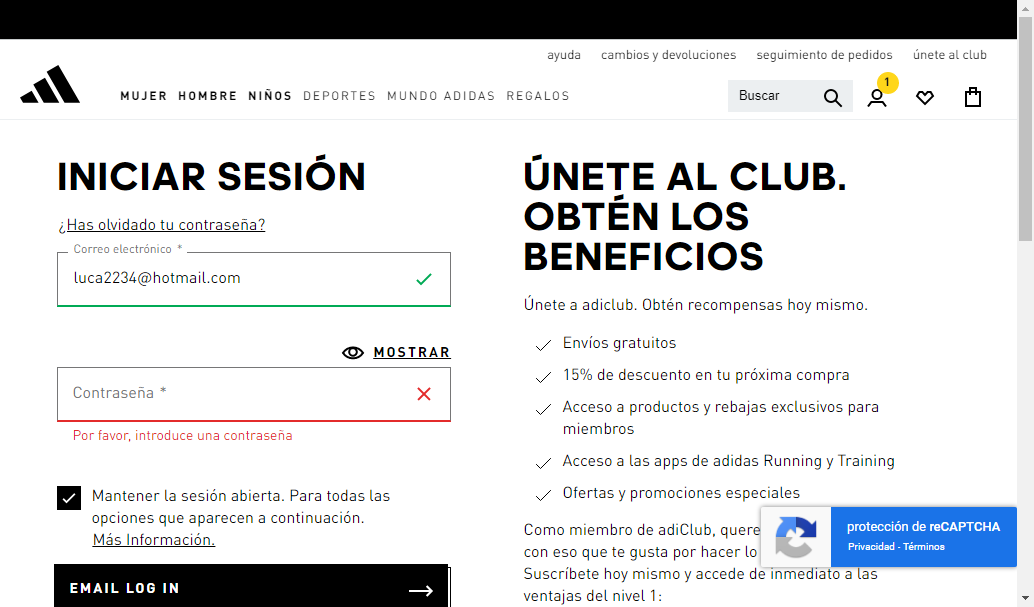 ayuda cambios y devoluciones seguimiento de pedidos únete al club
MUJER HOMBRE NIÑOS DEPORTES MUNDO ADIDAS REGALOS
Buscar
1
INICIAR SESIÓN
¿Has olvidado tu contraseña?
Correo electrónico *
luca2234@hotmail.com
MOSTRAR
Contraseña *
Por favor, introduce una contraseña
Mantener la sesión abierta. Para todas las
opciones que aparecen a continuación.
Más Información.
EMAIL LOG IN
ÚNETE AL CLUB.
OBTÉN LOS
BENEFICIOS
Únete a adiclub. Obtén recompensas hoy mismo.
Envíos gratuitos
15% de descuento en tu próxima compra
Acceso a productos y rebajas exclusivos para
miembros
Acceso a las apps de adidas Running y Training
Ofertas y promociones especiales
Como miembro de adiClub, quere
con eso que te gusta por hacer lo
Suscríbete hoy mismo y accede de inmediato a las
ventajas del nivel 1:
protección de reCAPTCHA
Privacidad - Términos